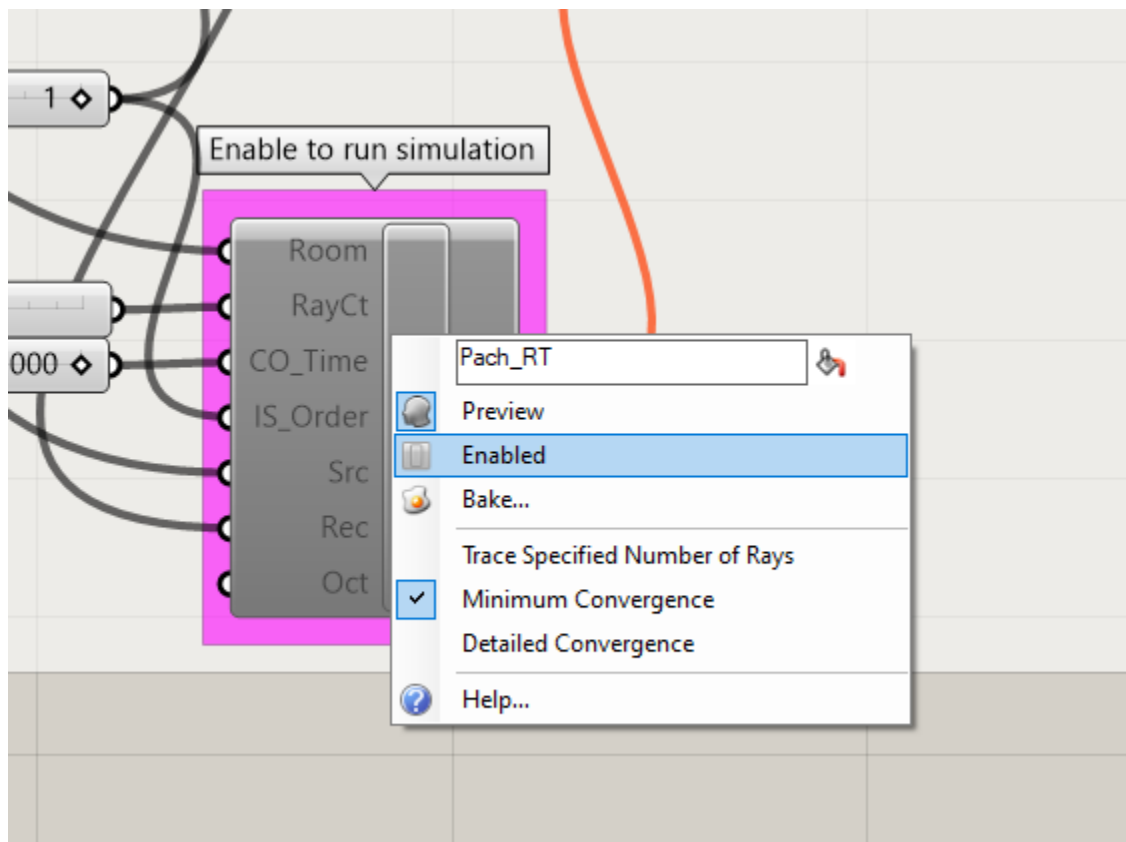 1
Enable to run simulation
Room
RayCt
000
CO_Time
IS_Order
Src
Rec
Oct
Pach_RT
Preview
Enabled
Bake...
Trace Specified Number of Rays
Minimum Convergence
Detailed Convergence
Help...